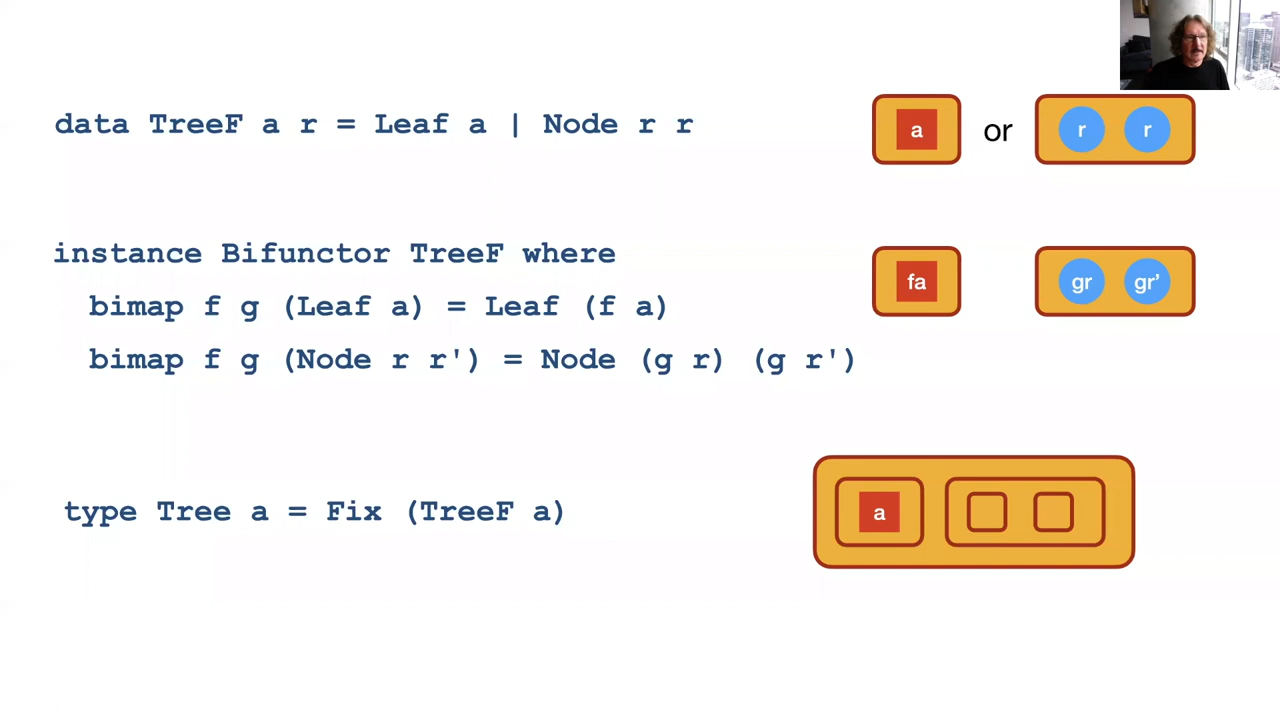 data TreeF a r = Leaf a | Node r r
a or r r
instance Bifunctor TreeF where
bimap f g (Leaf a) = Leaf (f a)
fa gr gr’
bimap f g (Node r r') = Node (g r) (g r')
type Tree a = Fix (TreeF a)
a